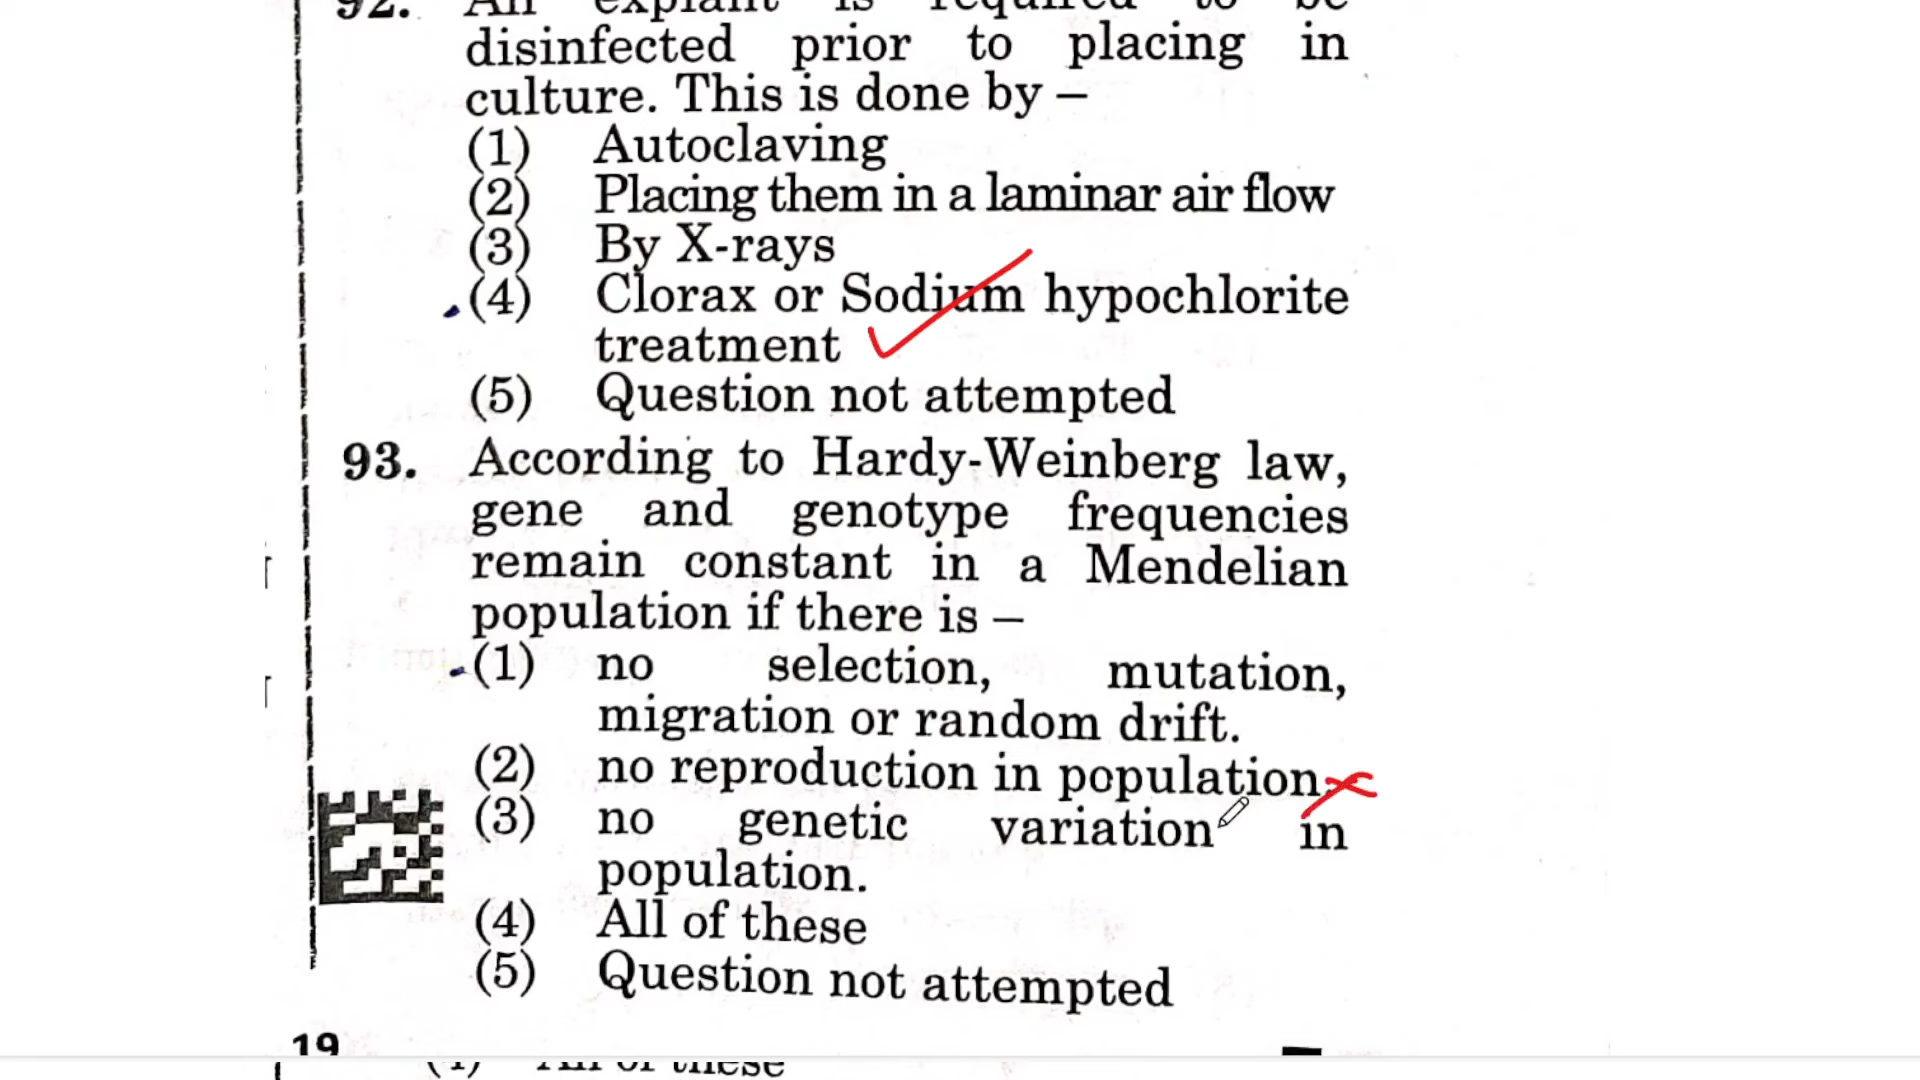 92. An explant is required to be
disinfected prior to placing in
culture. This is done by –
(1) Autoclaving
(2) Placing them in a laminar air flow
(3) By X-rays
(4) Clorax or Sodium hypochlorite
treatment
(5) Question not attempted
93. According to Hardy-Weinberg law,
gene and genotype frequencies
remain constant in a Mendelian
population if there is –
(1) no selection, mutation,
migration or random drift.
(2) no reproduction in population.
(3) no genetic variation in
population.
(4) All of these
(5) Question not attempted
19
(4) All of these